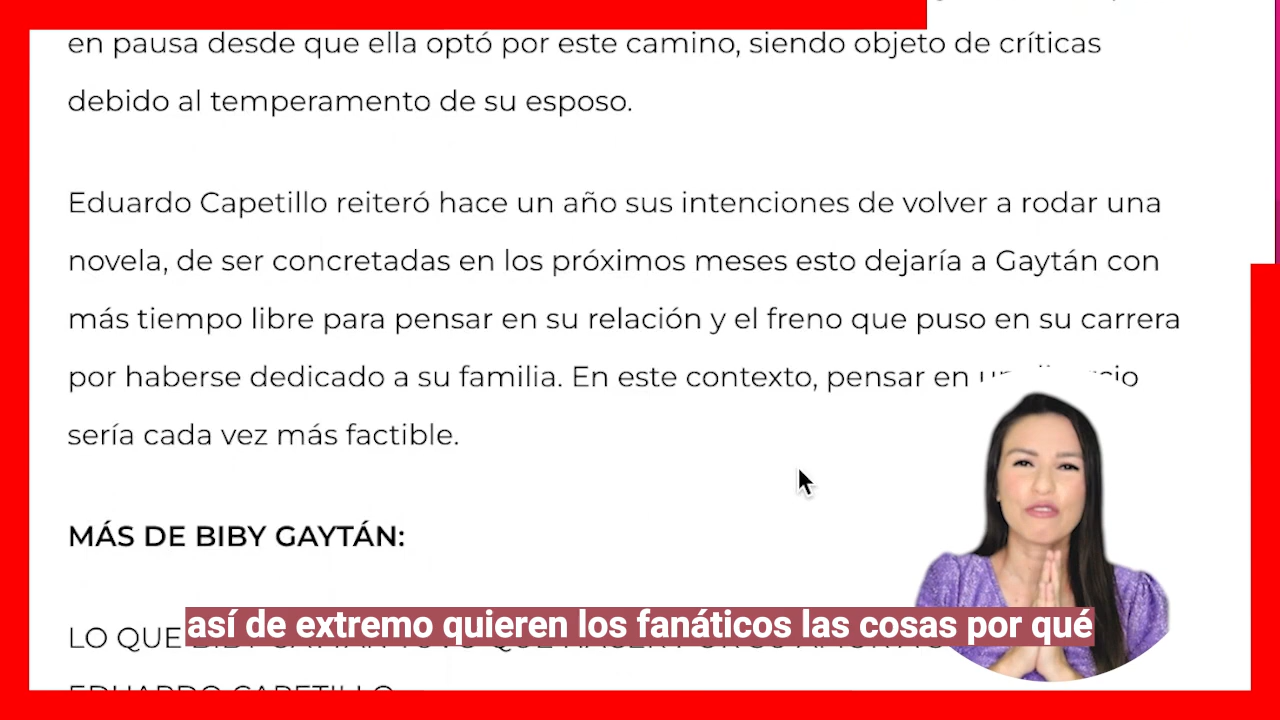 en pausa desde que ella optó por este camino, siendo objeto de críticas
debido al temperamento de su esposo.
Eduardo Capetillo reiteró hace un año sus intenciones de volver a rodar una
novela, de ser concretadas en los próximos meses esto dejaría a Gaytán con
más tiempo libre para pensar en su relación y el freno que puso en su carrera
por haberse dedicado a su familia. En este contexto, pensar en
sería cada vez más factible.
MÁS DE BIBY GAYTÁN:
así de extremo quieren los fanáticos las cosas por qué
LO QUE
EDUARDO CAPETILLO